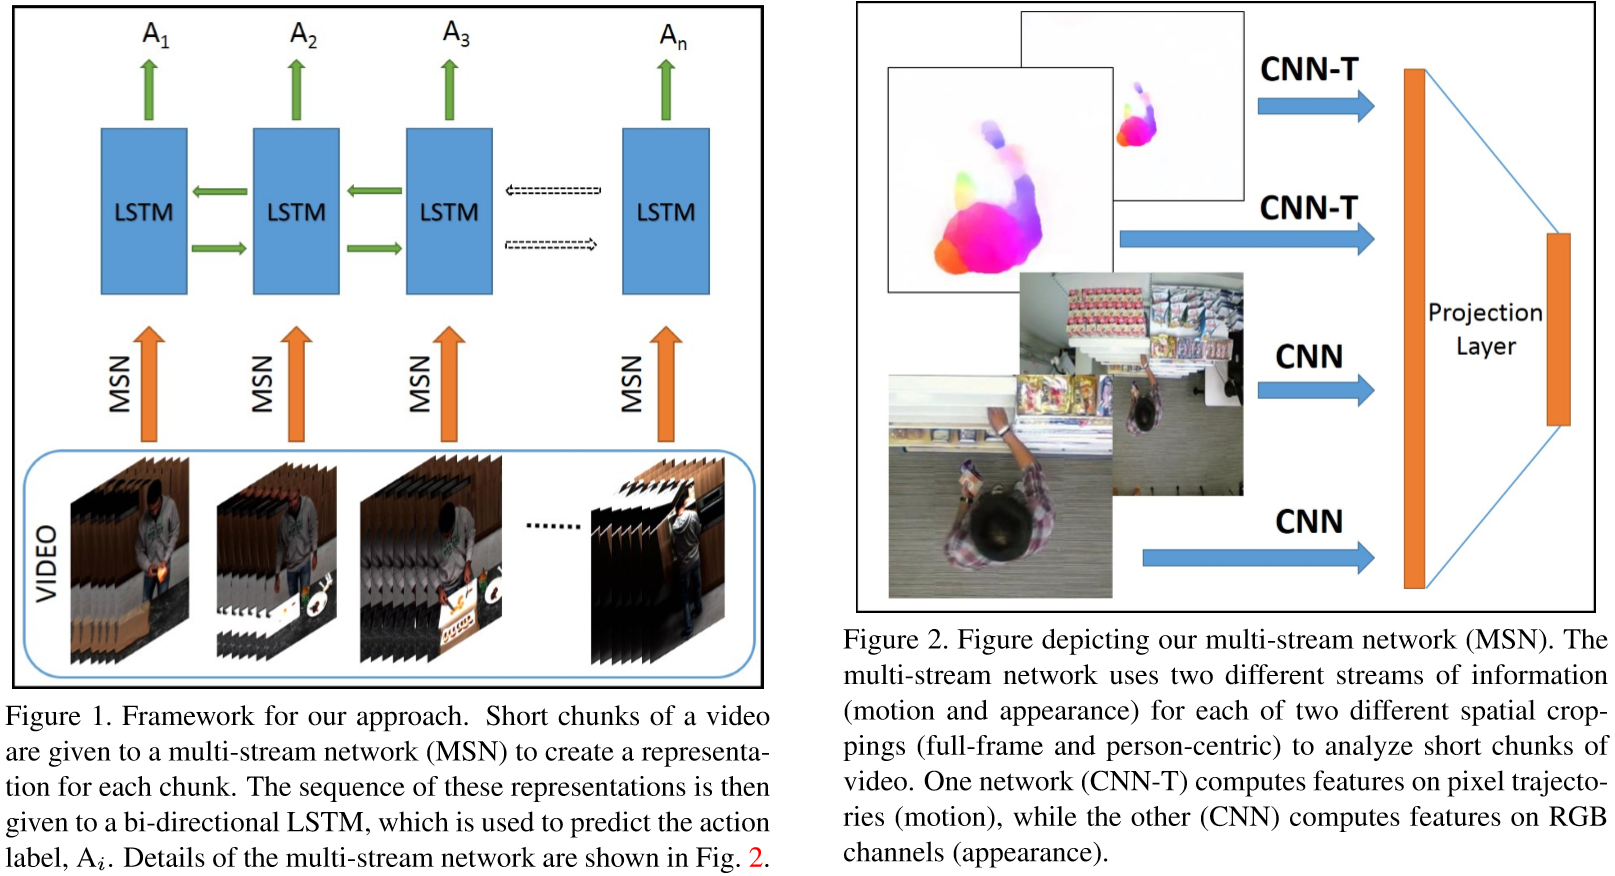 A1 A2 A3 An
LSTM LSTM LSTM LSTM
MSN MSN MSN MSN
VIDEO
Figure 1. Framework for our approach. Short chunks of a video
are given to a multi-stream network (MSN) to create a representa-
tion for each chunk. The sequence of these representations is then
given to a bi-directional LSTM, which is used to predict the action
label, Ai. Details of the multi-stream network are shown in Fig. 2.
CNN-T
CNN-T
CNN
CNN
Projection
Layer
Figure 2. Figure depicting our multi-stream network (MSN). The
multi-stream network uses two different streams of information
(motion and appearance) for each of two different spatial crop-
pings (full-frame and person-centric) to analyze short chunks of
video. One network (CNN-T) computes features on pixel trajecto-
ries (motion), while the other (CNN) computes features on RGB
channels (appearance).